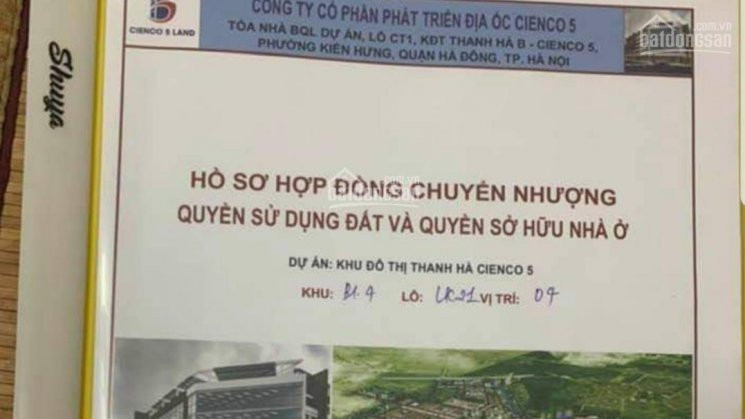 CÔNG TY CỔ PHẦN PHÁT TRIỂN ĐỊA ỐC CIENCO 5
TÒA NHÀ BQL DỰ ÁN, LÔ CT1, KĐT THANH HÀ B - CIENCO 5,
PHƯỜNG KIẾN HƯNG, QUẬN HÀ ĐÔNG, TP. HÀ NỘI
CIENCO 5 LAND
batdongsan.com.vn
Shuya
HỒ SƠ HỢP ĐỒNG CHUYỂN NHƯỢNG
QUYỀN SỬ DỤNG ĐẤT VÀ QUYỀN SỞ HỮU NHÀ Ở
DỰ ÁN: KHU ĐÔ THỊ THANH HÀ CIENCO 5
KHU: B1.4 LÔ: LK21 VỊ TRÍ: 07